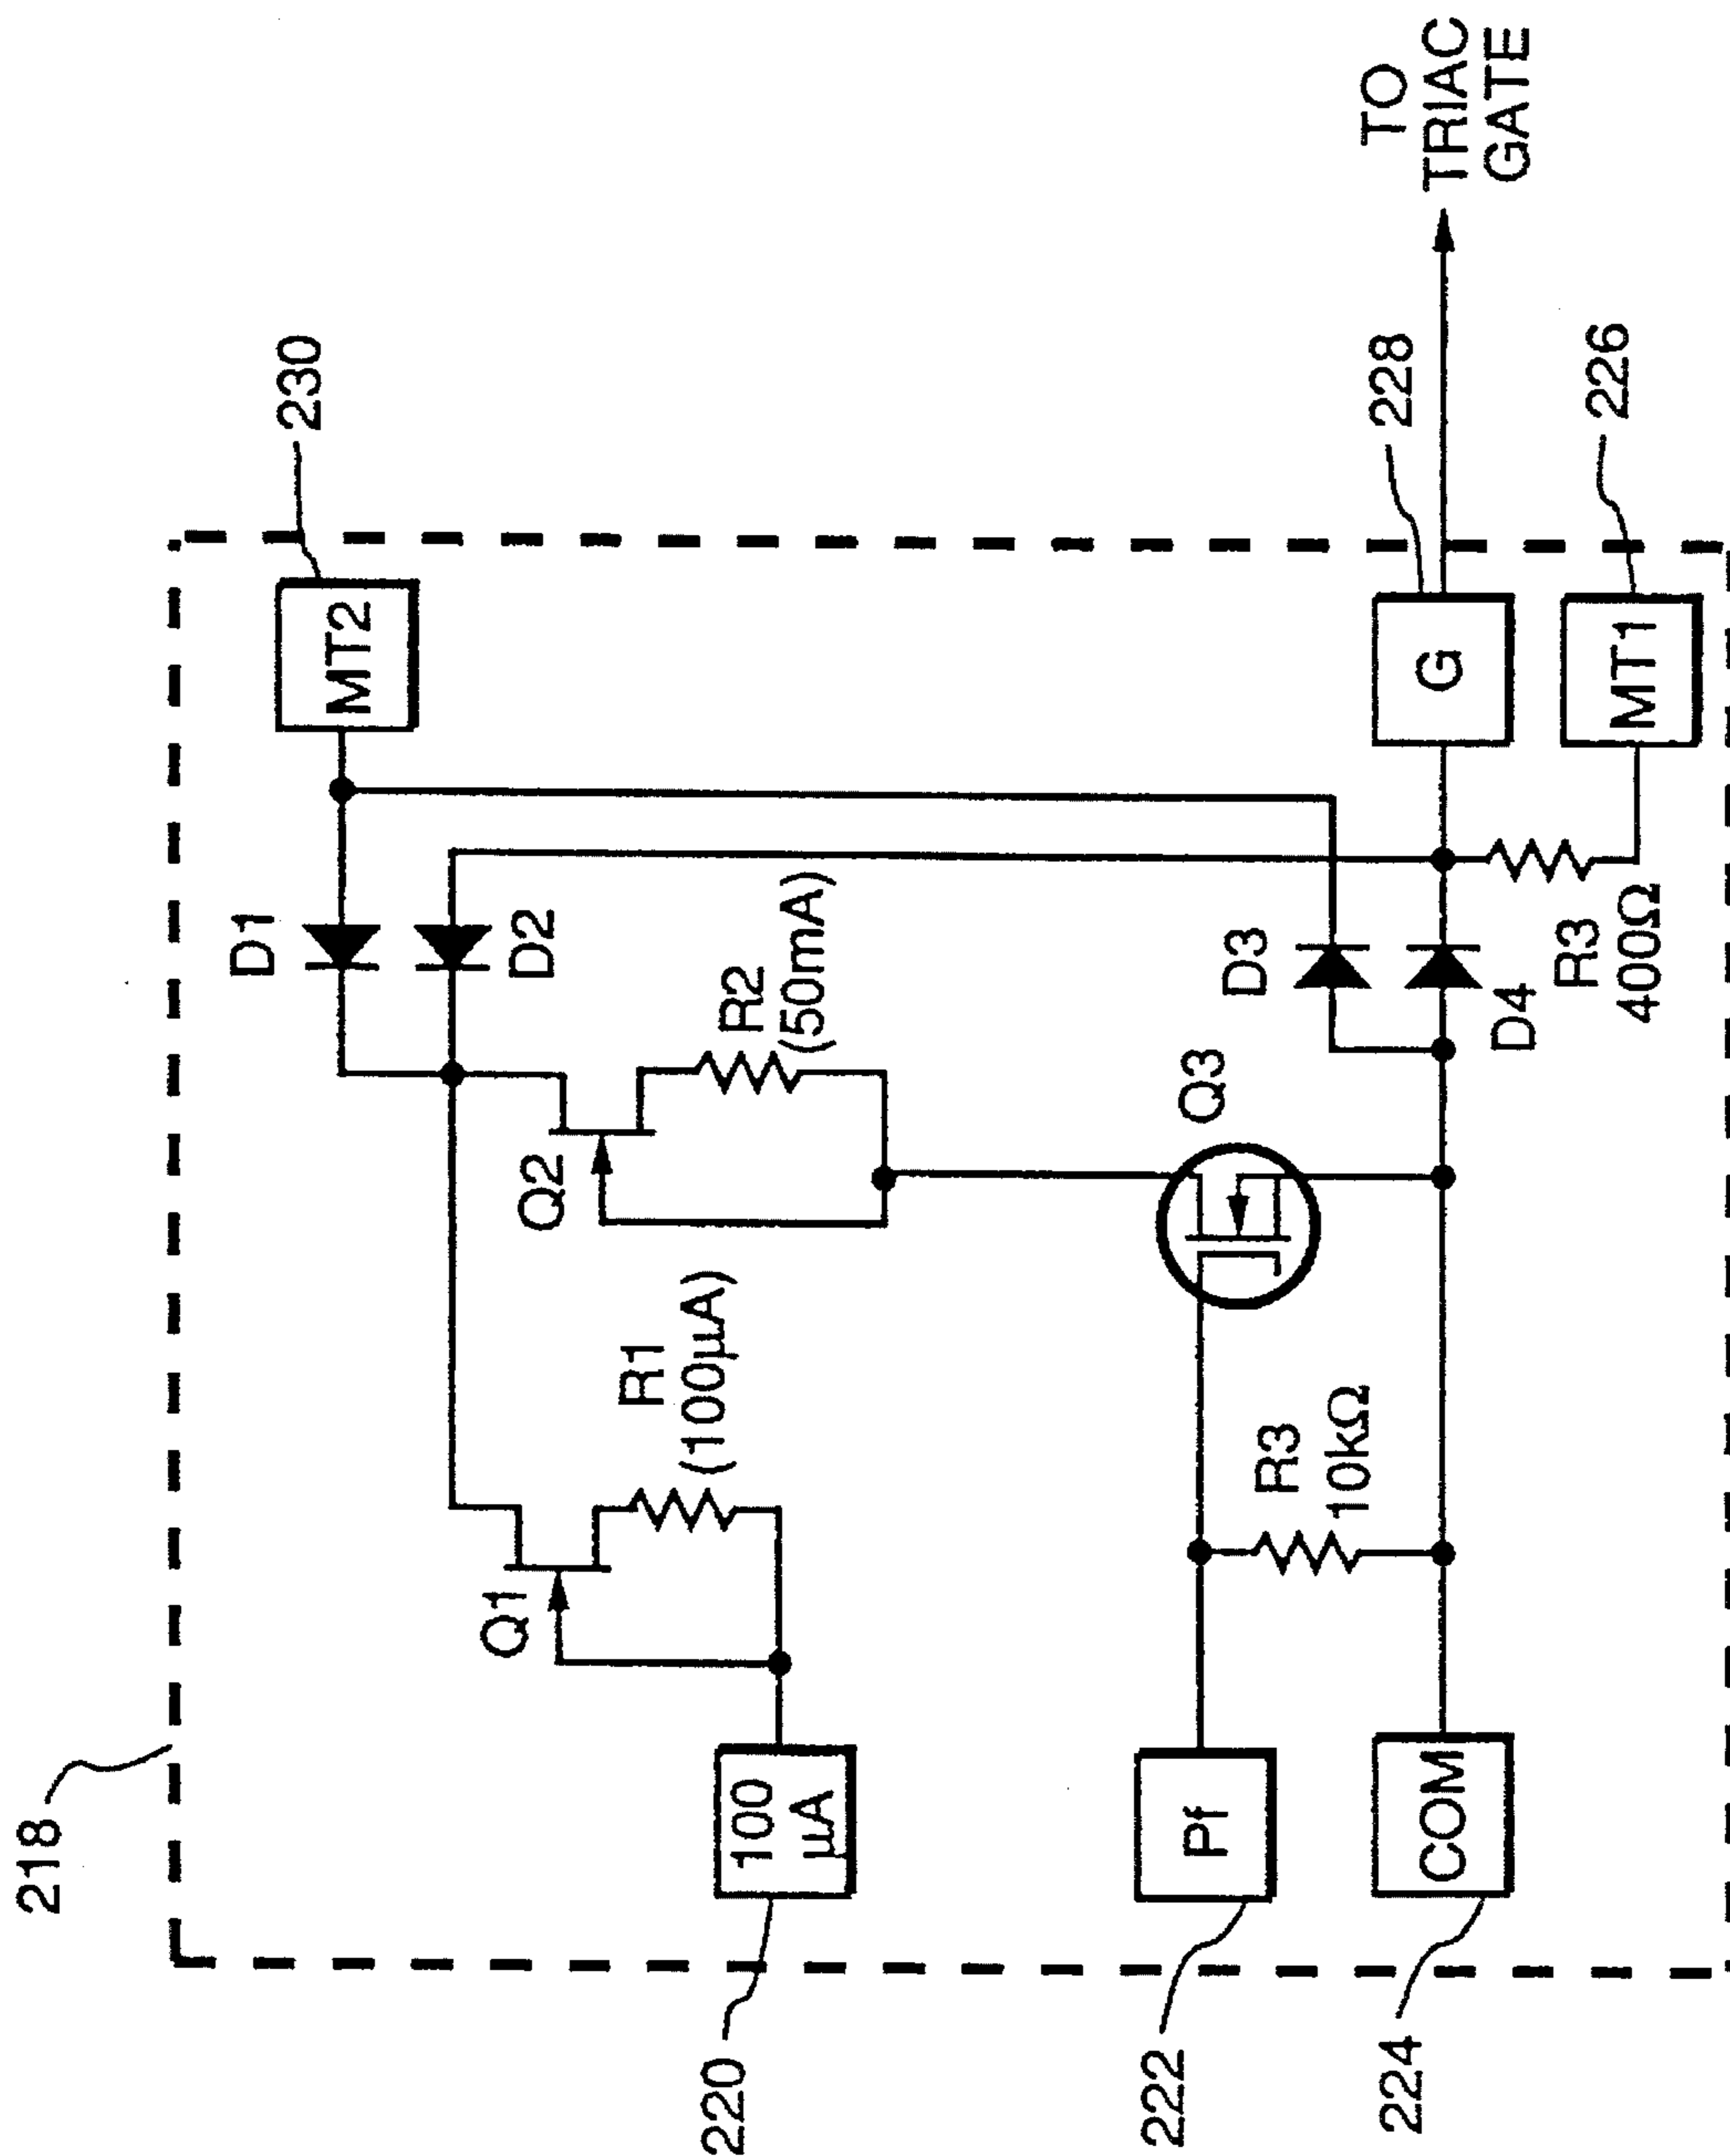 218
230
MT2
D1
D2
Q1
R1
(100µA)
Q2
R2
(50mA)
220
100
µA
Q3
D3
TO
TRIAC
GATE
222
Pf
R3
10kΩ
D4
G
228
224
COM
R3
400Ω
MT1
226